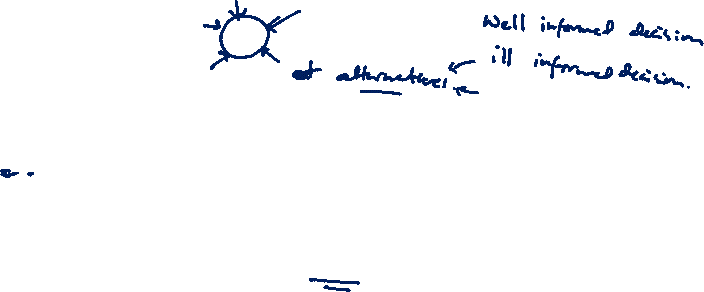 Well informed decision
ill informed decision.
alternatives